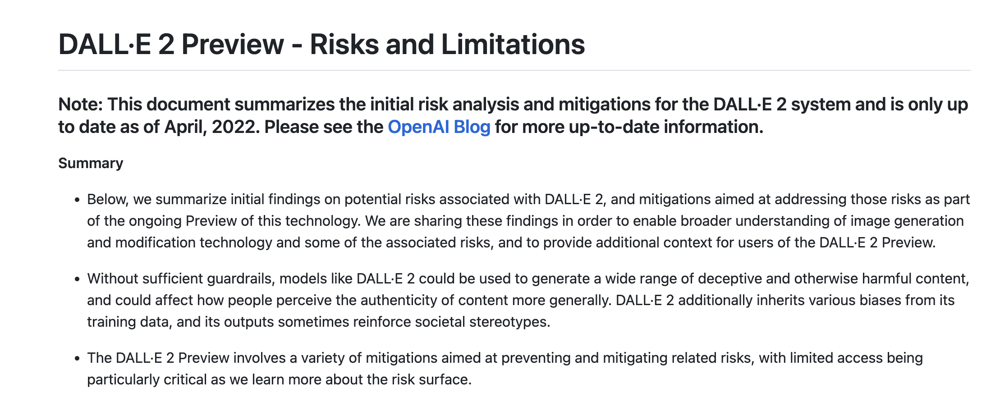 DALL·E 2 Preview - Risks and Limitations
Note: This document summarizes the initial risk analysis and mitigations for the DALL·E 2 system and is only up
to date as of April, 2022. Please see the OpenAI Blog for more up-to-date information.
Summary
• Below, we summarize initial findings on potential risks associated with DALL·E 2, and mitigations aimed at addressing those risks as part
of the ongoing Preview of this technology. We are sharing these findings in order to enable broader understanding of image generation
and modification technology and some of the associated risks, and to provide additional context for users of the DALL·E 2 Preview.
• Without sufficient guardrails, models like DALL·E 2 could be used to generate a wide range of deceptive and otherwise harmful content,
and could affect how people perceive the authenticity of content more generally. DALL·E 2 additionally inherits various biases from its
training data, and its outputs sometimes reinforce societal stereotypes.
• The DALL·E 2 Preview involves a variety of mitigations aimed at preventing and mitigating related risks, with limited access being
particularly critical as we learn more about the risk surface.